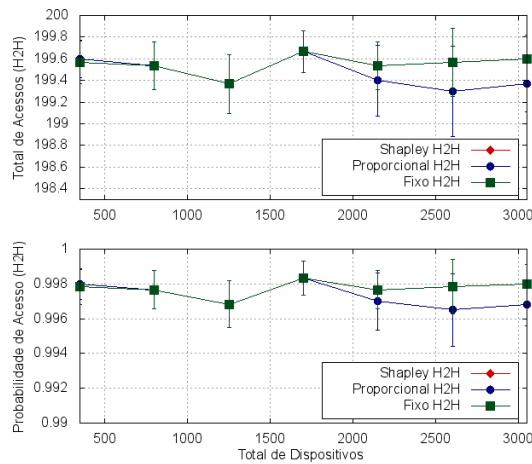 200
199.8
199.6
199.4
199.2
199
198.8
198.6
198.4
Total de Acessos (H2H)
Shapley H2H
Proporcional H2H
Fixo H2H
500 1000 1500 2000 2500 3000
1
0.998
0.996
0.994
0.992
0.99
Probabilidade de Acesso (H2H)
Shapley H2H
Proporcional H2H
Fixo H2H
500 1000 1500 2000 2500 3000
Total de Dispositivos